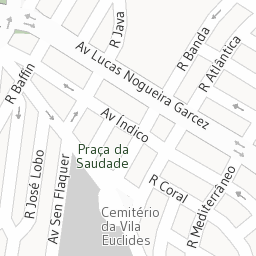 R Java
Av Lucas Nogueira Garcez
R Banda
R Atlântica
R Baffin
Av Índico
Praça da
Saudade
R José Lobo
Av Sen Flaquer
R Coral
R Mediterrâneo
Cemitério
da Vila
Euclides